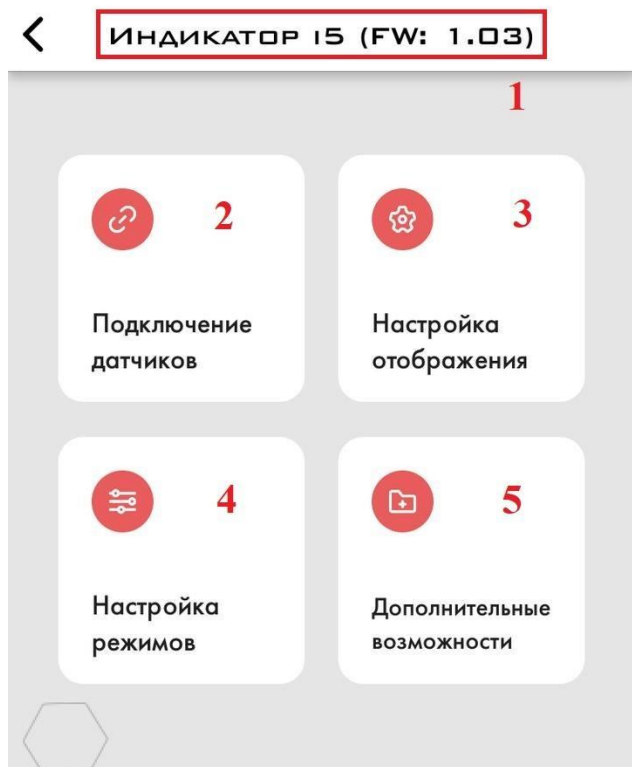 Индикатор i5 (FW: 1.03)
1
2
3
Подключение
датчиков
Настройка
отображения
4
5
Настройка
режимов
Дополнительные
возможности